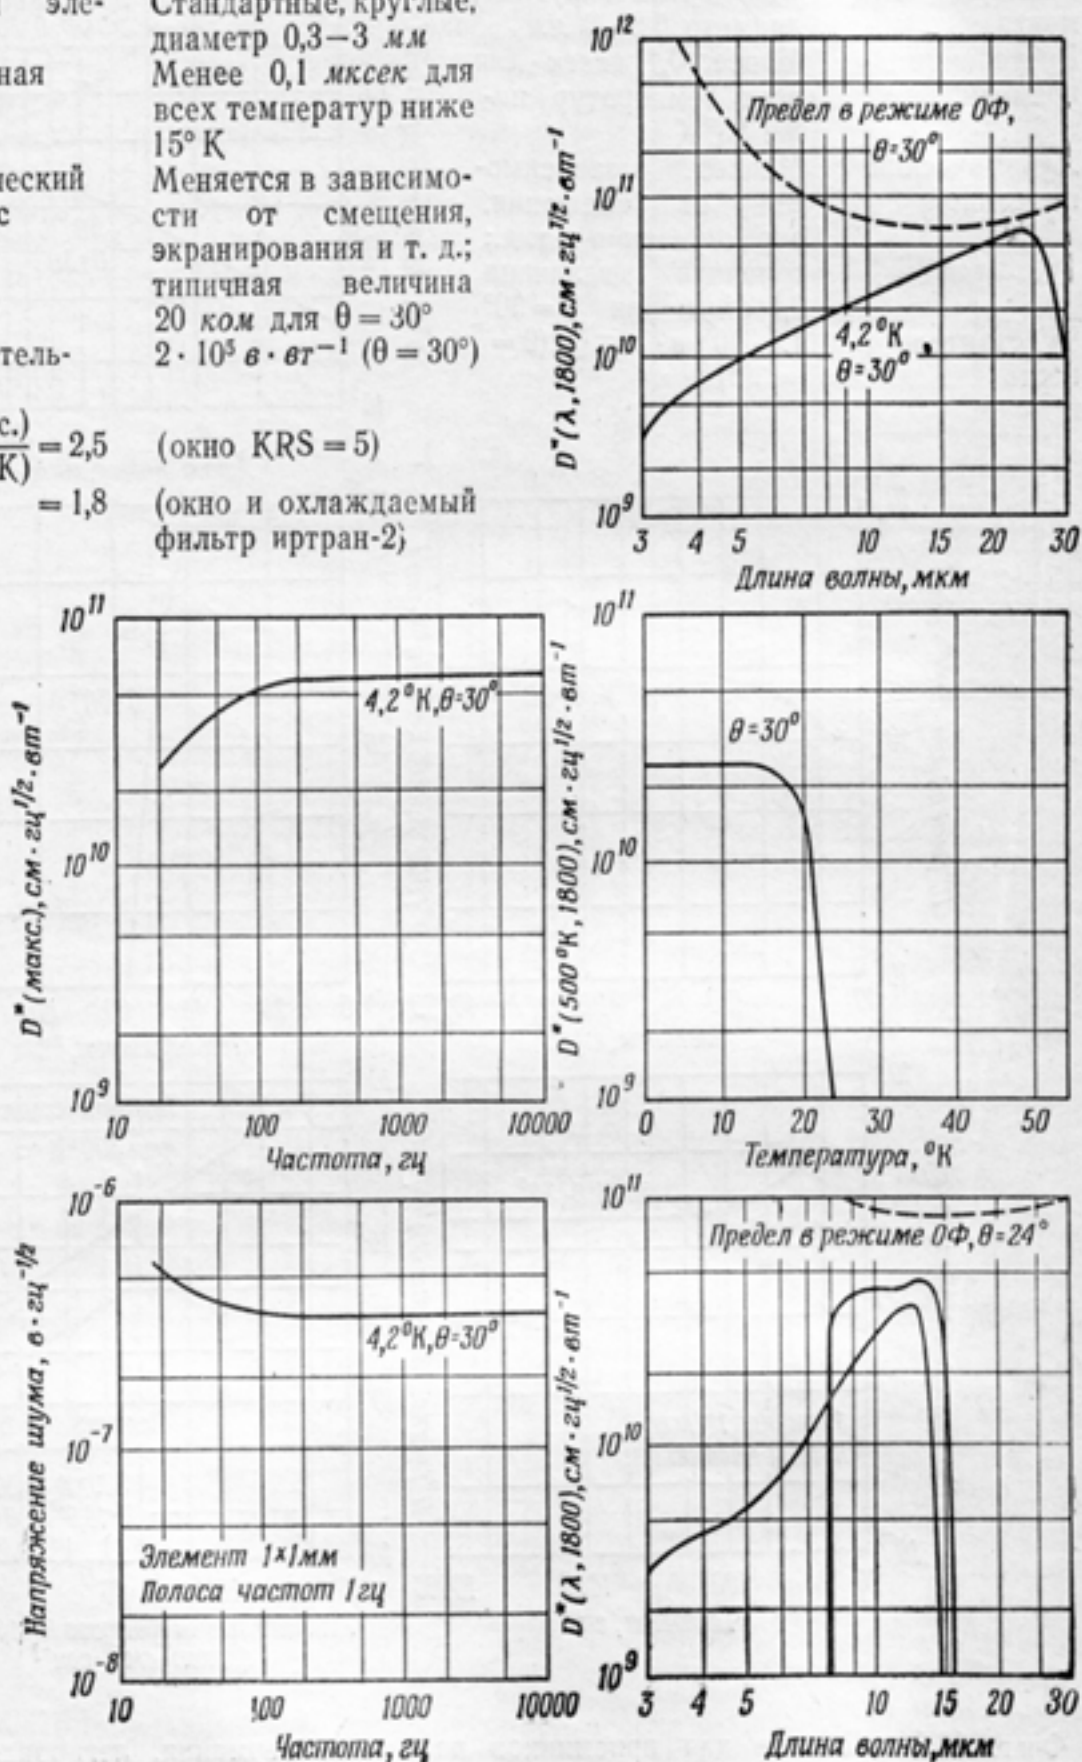 эле-
Стандартные, круглые,
диаметр 0,3—3 мм
ная
Менее 0,1 мксек для
всех температур ниже
15° K
ческий
Меняется в зависимо-
с
сти от смещения,
экранирования и т. д.;
типичная величина
20 ком для θ = 30°
тель-
2 · 10⁵ в · вт⁻¹ (θ = 30°)
с.)
K) = 2,5 (окно KRS = 5)
= 1,8 (окно и охлаждаемый
фильтр иртран-2)
D*(λ, 1800), см · гц^1/2 · вт⁻¹
10¹²
10¹¹
10¹⁰
10⁹
Предел в режиме ОФ,
θ=30°
4,2°K
θ=30°
3 4 5 10 15 20 30
Длина волны, мкм
D*(макс.), см · гц^1/2 · вт⁻¹
10¹¹
10¹⁰
10⁹
4,2°K, θ=30°
10 100 1000 10000
Частота, гц
D*(500°K, 1800), см · гц^1/2 · вт⁻¹
10¹¹
10¹⁰
10⁹
θ=30°
0 10 20 30 40 50
Температура, °K
Напряжение шума, в · гц^-1/2
10⁻⁶
10⁻⁷
10⁻⁸
4,2°K, θ=30°
Элемент 1×1мм
Полоса частот 1гц
10 100 1000 10000
Частота, гц
D*(λ, 1800), см · гц^1/2 · вт⁻¹
10¹¹
10¹⁰
10⁹
Предел в режиме ОФ, θ=24°
3 4 5 10 15 20 30
Длина волны, мкм